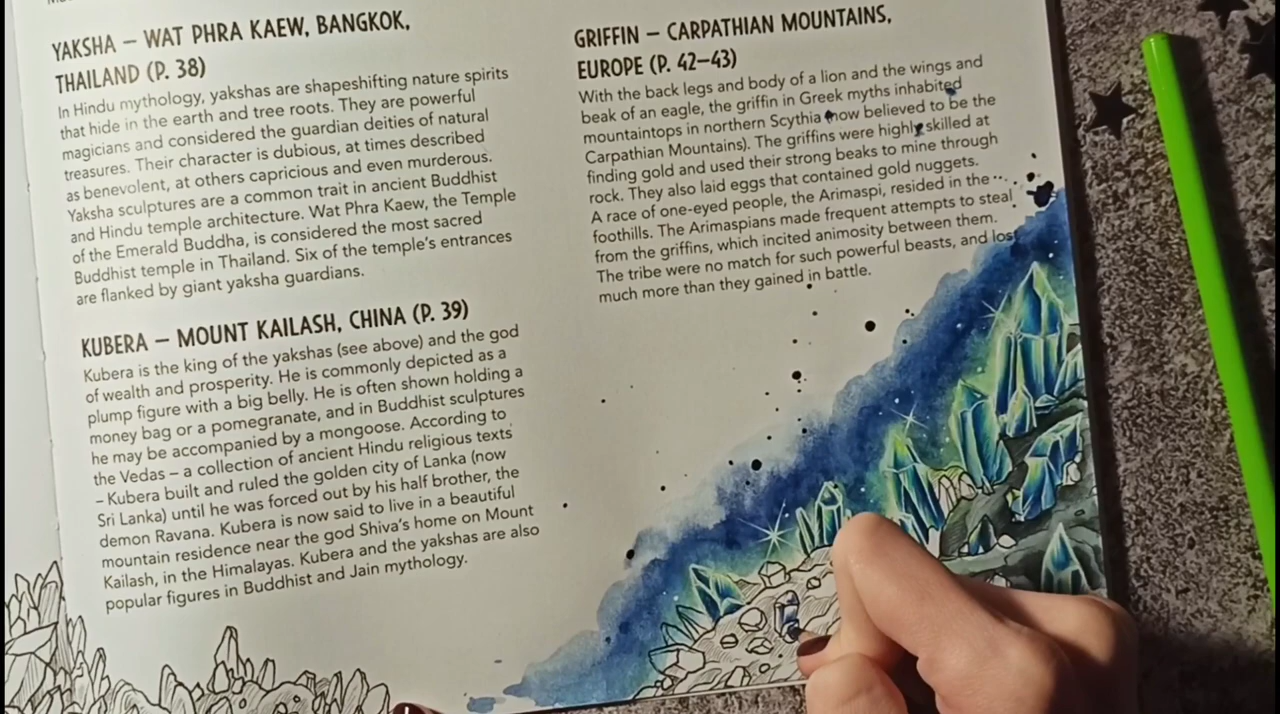 YAKSHA – WAT PHRA KAEW, BANGKOK,
THAILAND (P. 38)
In Hindu mythology, yakshas are shapeshifting nature spirits
that hide in the earth and tree roots. They are powerful
magicians and considered the guardian deities of natural
treasures. Their character is dubious, at times described
as benevolent, at others capricious and even murderous.
Yaksha sculptures are a common trait in ancient Buddhist
and Hindu temple architecture. Wat Phra Kaew, the Temple
of the Emerald Buddha, is considered the most sacred
Buddhist temple in Thailand. Six of the temple's entrances
are flanked by giant yaksha guardians.
KUBERA – MOUNT KAILASH, CHINA (P. 39)
Kubera is the king of the yakshas (see above) and the god
of wealth and prosperity. He is commonly depicted as a
plump figure with a big belly. He is often shown holding a
money bag or a pomegranate, and in Buddhist sculptures
he may be accompanied by a mongoose. According to
the Vedas – a collection of ancient Hindu religious texts
– Kubera built and ruled the golden city of Lanka (now
Sri Lanka) until he was forced out by his half brother, the
demon Ravana. Kubera is now said to live in a beautiful
mountain residence near the god Shiva's home on Mount
Kailash, in the Himalayas. Kubera and the yakshas are also
popular figures in Buddhist and Jain mythology.
GRIFFIN – CARPATHIAN MOUNTAINS,
EUROPE (P. 42–43)
With the back legs and body of a lion and the wings and
beak of an eagle, the griffin in Greek myths inhabited
mountaintops in northern Scythia (now believed to be the
Carpathian Mountains). The griffins were highly skilled at
finding gold and used their strong beaks to mine through
rock. They also laid eggs that contained gold nuggets.
A race of one-eyed people, the Arimaspi, resided in the
foothills. The Arimaspians made frequent attempts to steal
from the griffins, which incited animosity between them.
The tribe were no match for such powerful beasts, and lost
much more than they gained in battle.